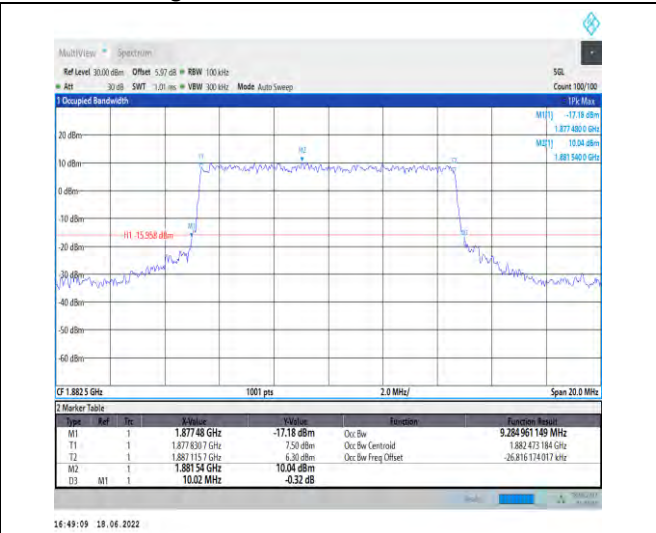 MultiView Spectrum
Ref Level 30.00 dBm Offset 5.97 dB RBW 100 kHz SGL
Att 30 dB SWT 1.01 ms VBW 300 kHz Mode Auto Sweep Count 100/100
1 Occupied Bandwidth 1Pk Max
M1[1] -17.18 dBm
1.877 480 0 GHz
M2[1] 10.04 dBm
1.881 540 0 GHz
20 dBm
10 dBm
T1
M2
T2
0 dBm
-10 dBm
M1
H1 -15.958 dBm
D3
-20 dBm
-30 dBm
-40 dBm
-50 dBm
-60 dBm
CF 1.882 5 GHz 1001 pts 2.0 MHz/ Span 20.0 MHz
2 Marker Table
Type Ref Trc X-Value Y-Value Function Function Result
M1 1 1.877 48 GHz -17.18 dBm Occ Bw 9.284 961 149 MHz
T1 1 1.877 830 7 GHz 7.50 dBm Occ Bw Centroid 1.882 473 184 GHz
T2 1 1.887 115 7 GHz 6.30 dBm Occ Bw Freq Offset -26.816 174 017 kHz
M2 1 1.881 54 GHz 10.04 dBm
D3 M1 1 10.02 MHz -0.32 dB
16:49:09 18.06.2022